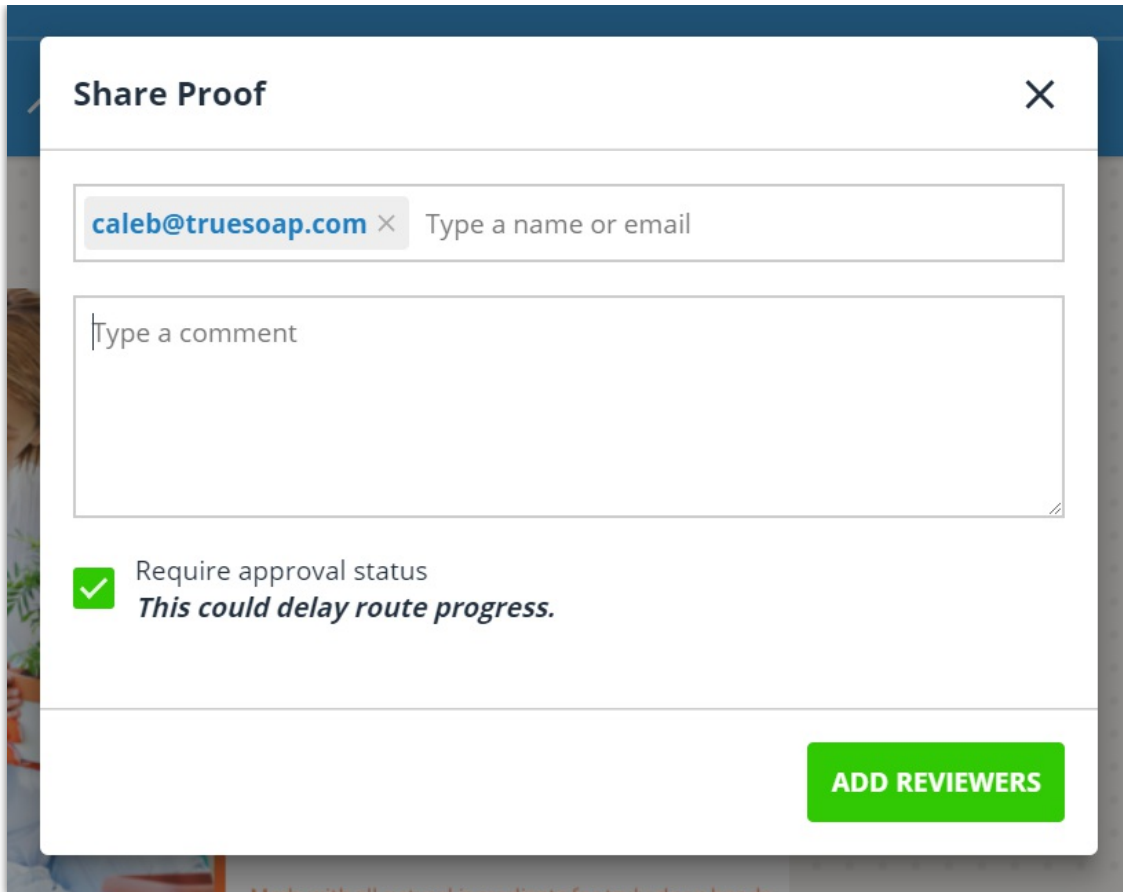 Share Proof
caleb@truesoap.com Type a name or email
Type a comment
Require approval status
This could delay route progress.
ADD REVIEWERS